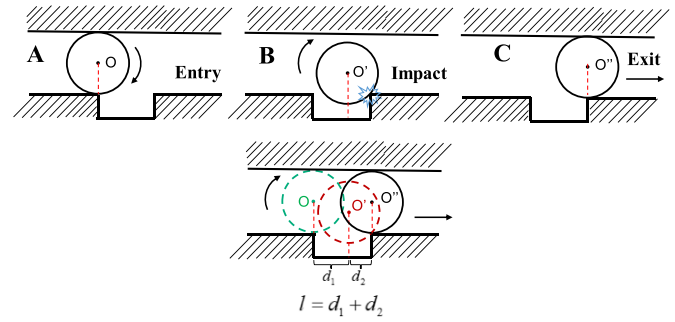 A
O
Entry
B
O'
Impact
C
O"
Exit
O
O'
O"
d₁
d₂
l = d₁ + d₂